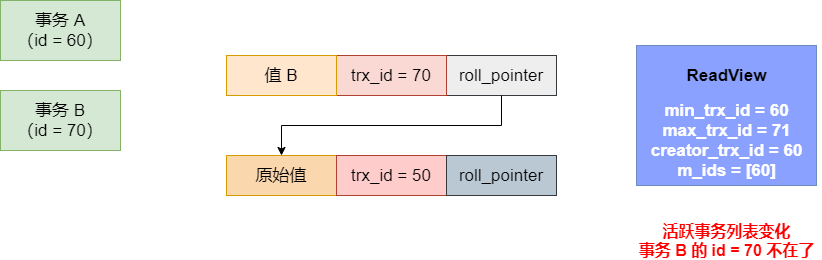 事务 A
（id = 60）
事务 B
（id = 70）
值 B
trx_id = 70
roll_pointer
原始值
trx_id = 50
roll_pointer
ReadView
min_trx_id = 60
max_trx_id = 71
creator_trx_id = 60
m_ids = [60]
活跃事务列表变化
事务 B 的 id = 70 不在了